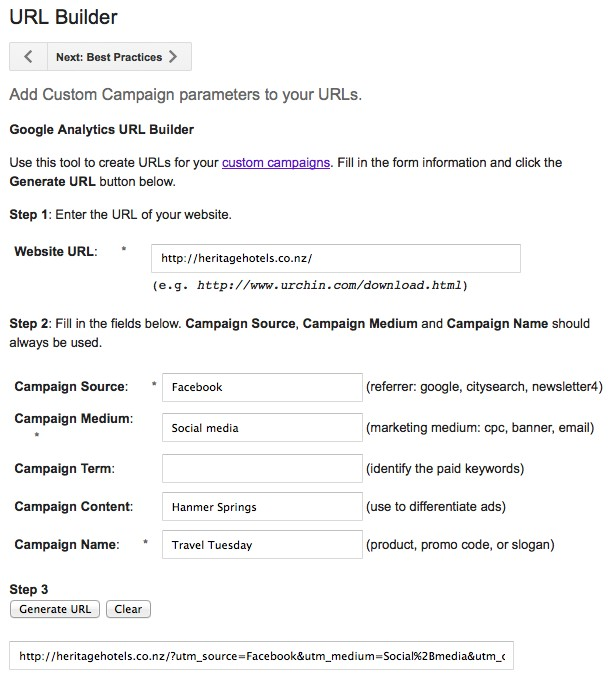 URL Builder
Next: Best Practices
Add Custom Campaign parameters to your URLs.
Google Analytics URL Builder
Use this tool to create URLs for your custom campaigns. Fill in the form information and click the
Generate URL button below.
Step 1: Enter the URL of your website.
Website URL: * http://heritagehotels.co.nz/
(e.g. http://www.urchin.com/download.html)
Step 2: Fill in the fields below. Campaign Source, Campaign Medium and Campaign Name should
always be used.
Campaign Source: * Facebook (referrer: google, citysearch, newsletter4)
Campaign Medium: * Social media (marketing medium: cpc, banner, email)
Campaign Term: (identify the paid keywords)
Campaign Content: Hanmer Springs (use to differentiate ads)
Campaign Name: * Travel Tuesday (product, promo code, or slogan)
Step 3
Generate URL Clear
http://heritagehotels.co.nz/?utm_source=Facebook&utm_medium=Social%2Bmedia&utm_c